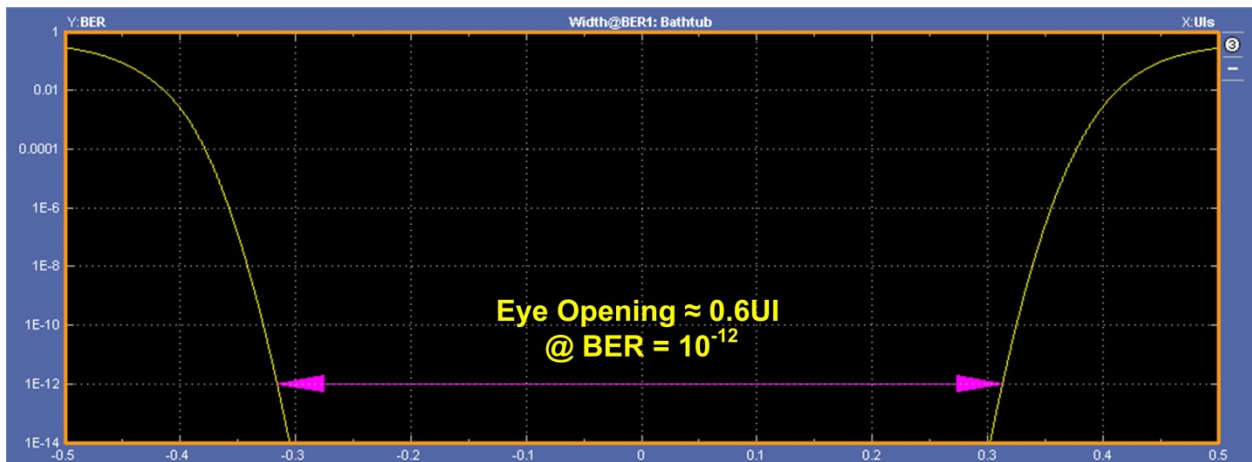 Y:BER Width@BER1: Bathtub X:UIs
1
3
0.01
0.0001
1E-6
1E-8
1E-10
1E-12
1E-14
Eye Opening ≈ 0.6UI
@ BER = 10⁻¹²
-0.5 -0.4 -0.3 -0.2 -0.1 0 0.1 0.2 0.3 0.4 0.5